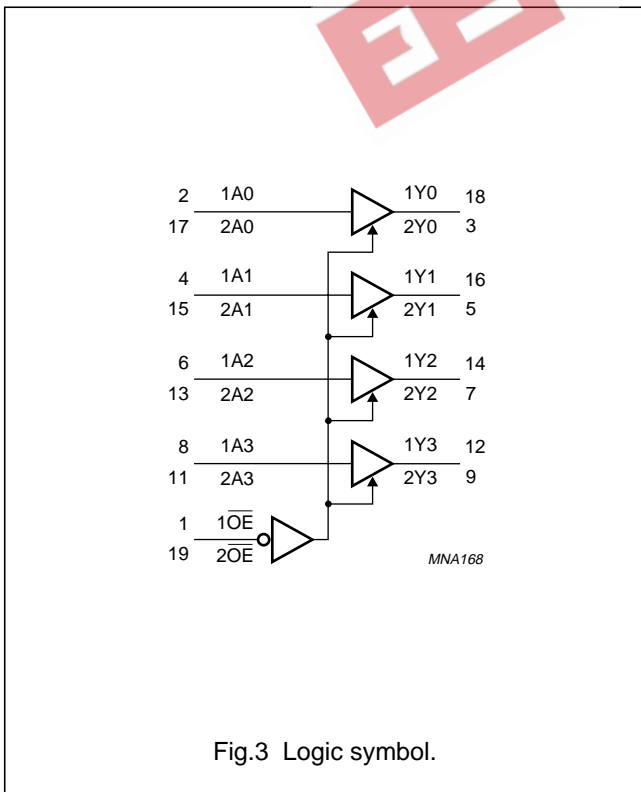 2 1A0 1Y0 18
17 2A0 2Y0 3
4 1A1 1Y1 16
15 2A1 2Y1 5
6 1A2 1Y2 14
13 2A2 2Y2 7
8 1A3 1Y3 12
11 2A3 2Y3 9
1 1O̅E̅
19 2O̅E̅
MNA168
Fig.3 Logic symbol.